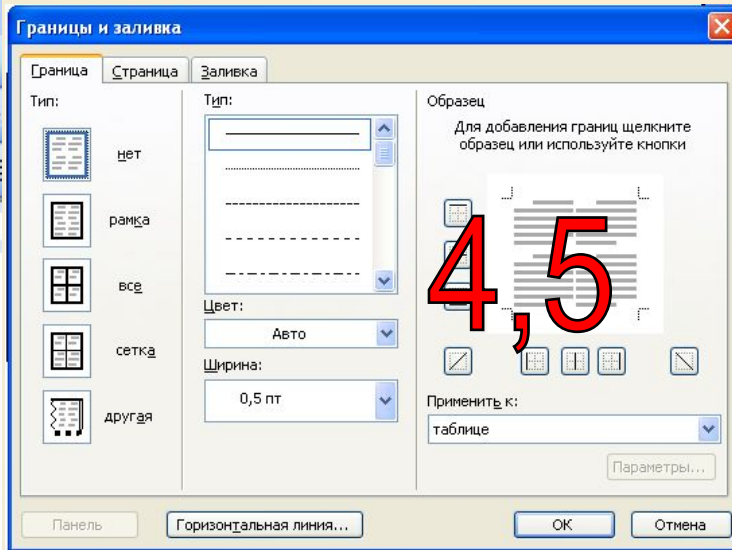 Границы и заливка
Граница Страница Заливка
Тип:
нет
рамка
все
сетка
другая
Тип:
Цвет:
Авто
Ширина:
0,5 пт
Образец
Для добавления границ щелкните
образец или используйте кнопки
4,5
Применить к:
таблице
Параметры...
Панель Горизонтальная линия... ОК Отмена